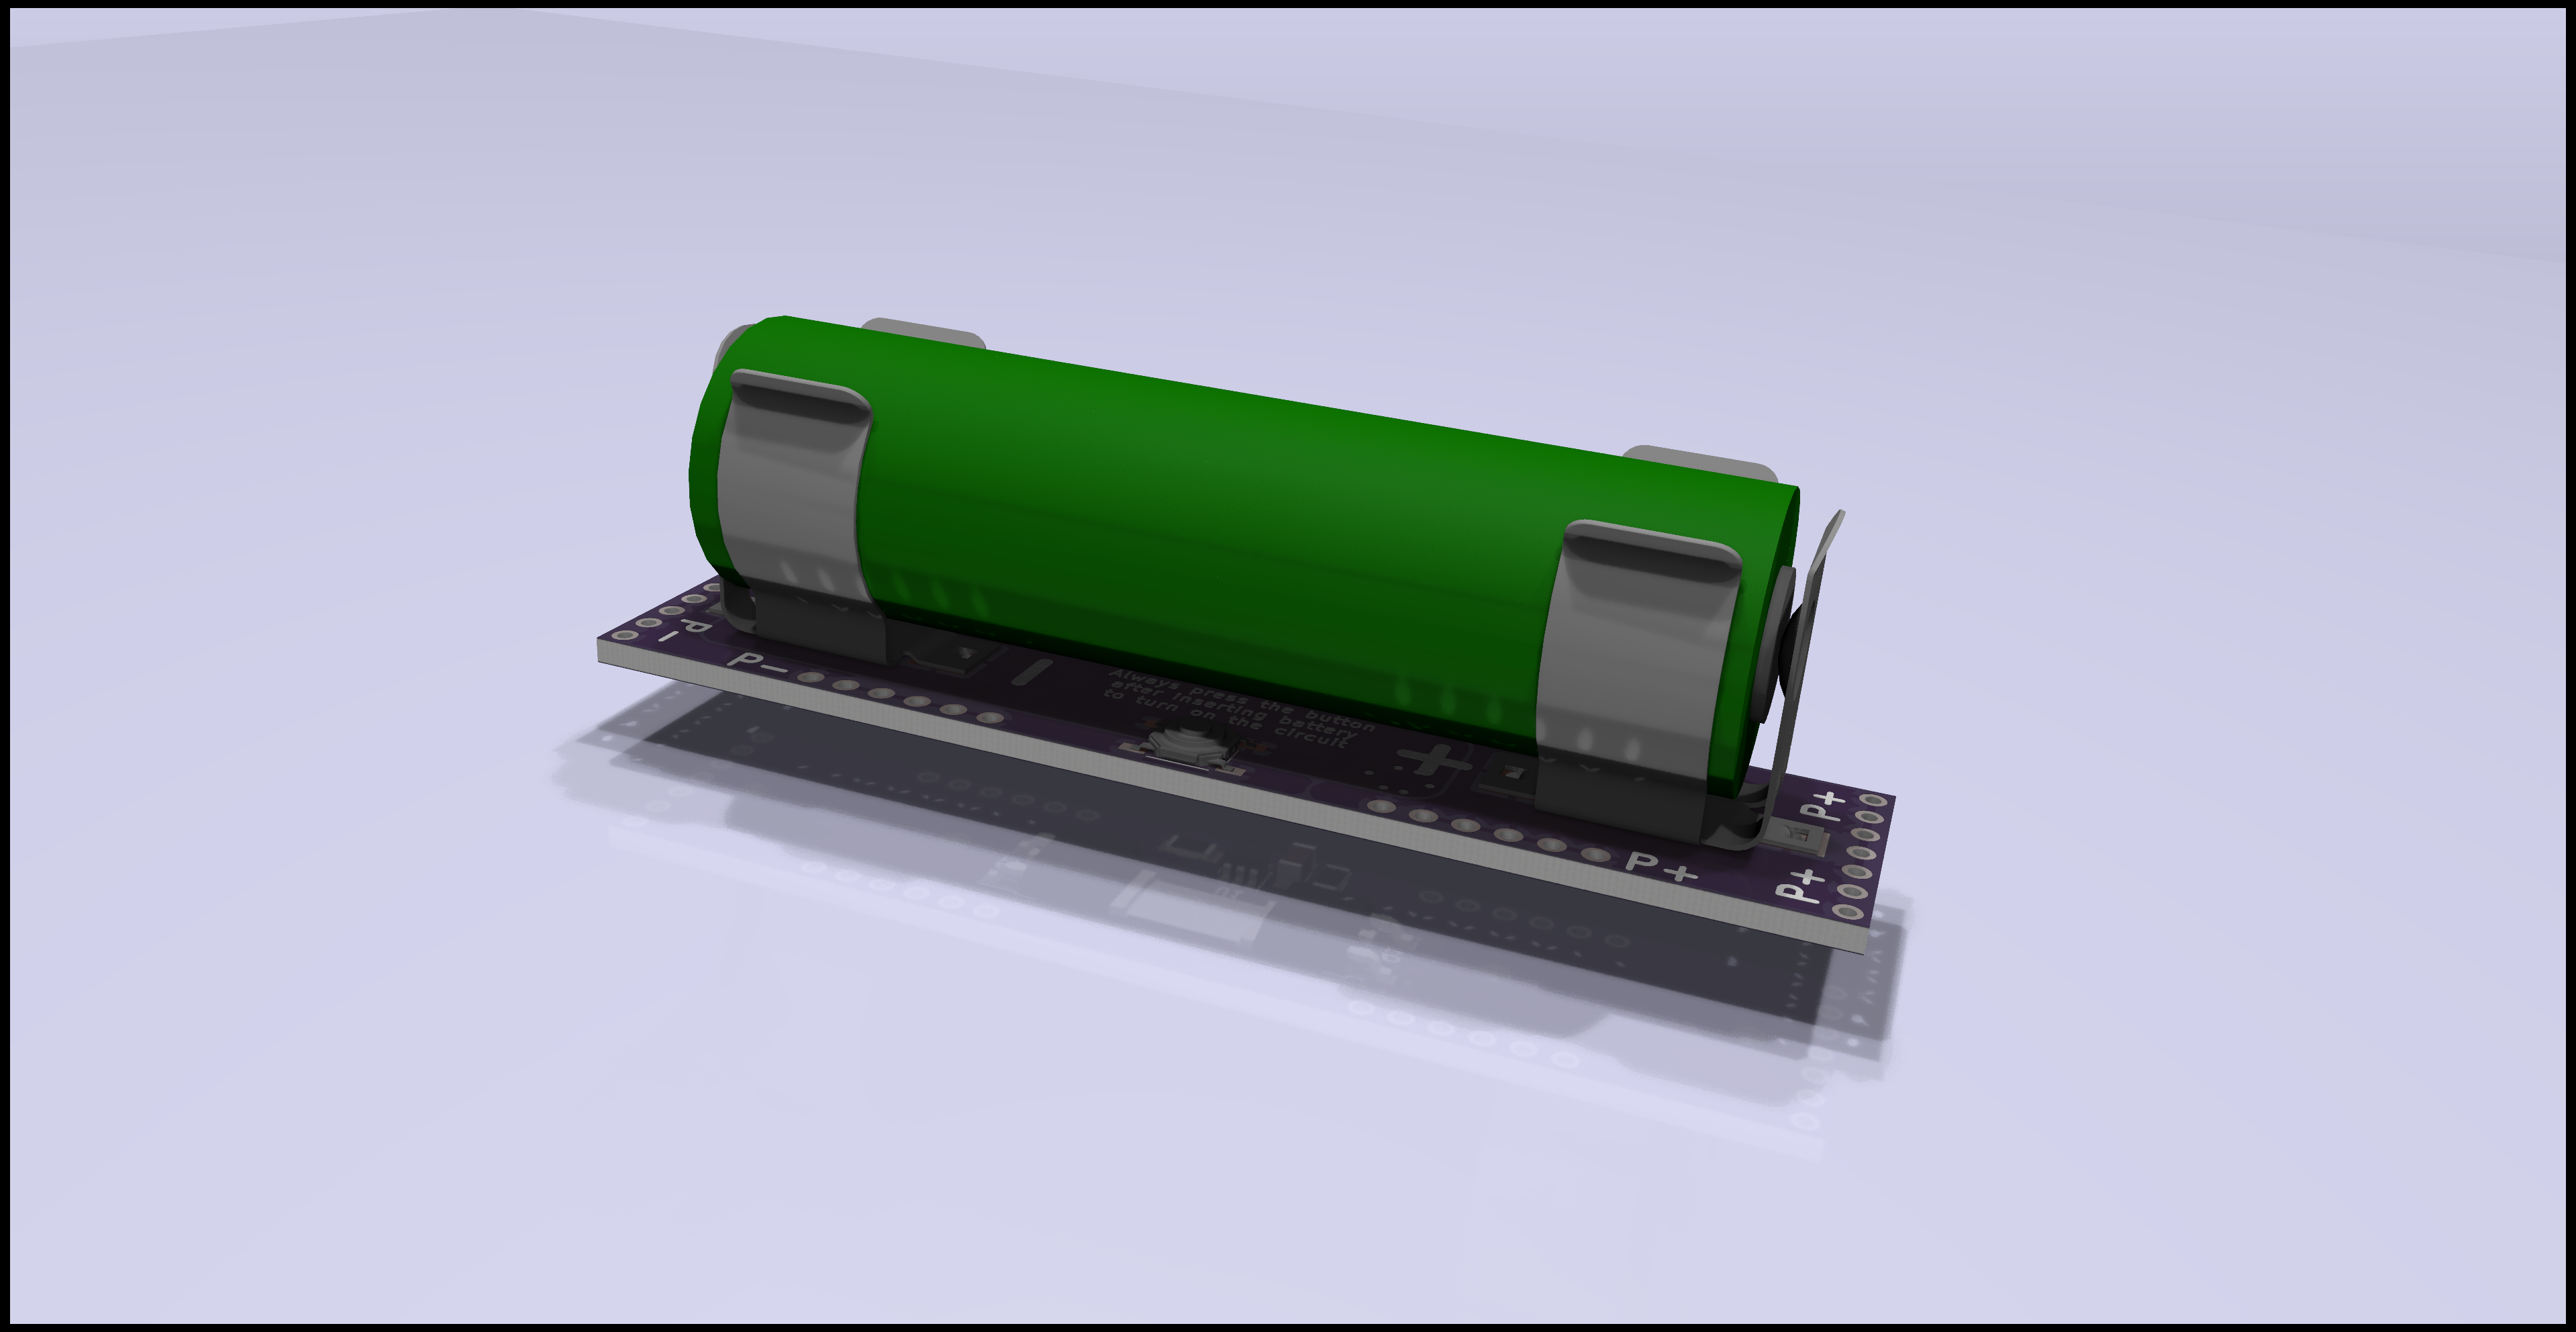 P-
P-
Always press the button
after inserting battery
to turn on the circuit
P+
P+
P+